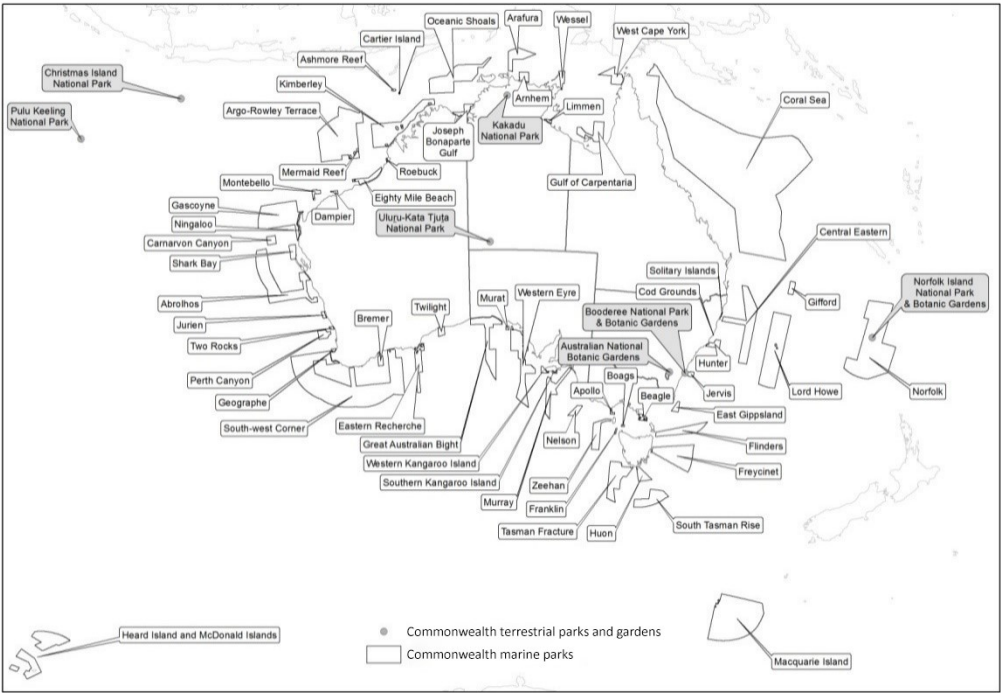 Oceanic Shoals
Arafura
Wessel
West Cape York
Cartier Island
Ashmore Reef
Kimberley
Argo-Rowley Terrace
Christmas Island
National Park
Pulu Keeling
National Park
Coral Sea
Arnhem
Limmen
Kakadu
National Park
Joseph
Bonaparte
Gulf
Mermaid Reef
Roebuck
Gulf of Carpentaria
Montebello
Eighty Mile Beach
Gascoyne
Dampier
Ningaloo
Uluṟu-Kata Tjuṯa
National Park
Carnarvon Canyon
Shark Bay
Central Eastern
Solitary Islands
Cod Grounds
Norfolk Island
National Park
& Botanic Gardens
Abrolhos
Gifford
Western Eyre
Murat
Twilight
Bremer
Booderee National Park
& Botanic Gardens
Jurien
Two Rocks
Australian National
Botanic Gardens
Hunter
Perth Canyon
Boags
Apollo
Beagle
Jervis
Lord Howe
Norfolk
Geographe
South-west Corner
Eastern Recherche
East Gippsland
Great Australian Bight
Nelson
Flinders
Western Kangaroo Island
Freycinet
Southern Kangaroo Island
Zeehan
Murray
Franklin
Tasman Fracture
Huon
South Tasman Rise
Heard Island and McDonald Islands
Macquarie Island
Commonwealth terrestrial parks and gardens
Commonwealth marine parks